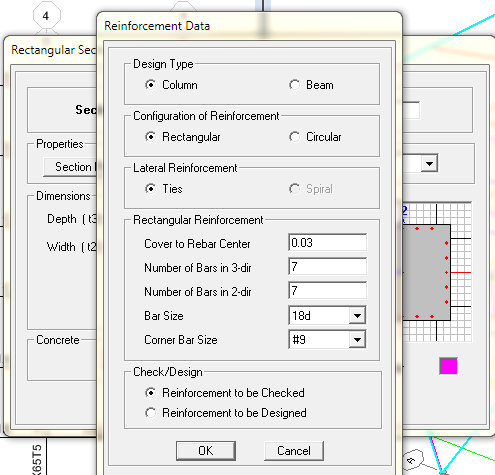 4
Reinforcement Data
Rectangular Sec
Design Type
Column
Beam
Sec
Configuration of Reinforcement
Rectangular
Circular
Properties
Section
Lateral Reinforcement
Ties
Spiral
Dimensions
Depth ( t3
Width ( t2
Rectangular Reinforcement
Cover to Rebar Center
0.03
Number of Bars in 3-dir
7
Number of Bars in 2-dir
7
Bar Size
18d
Corner Bar Size
#9
2
Concrete
Check/Design
Reinforcement to be Checked
Reinforcement to be Designed
OK
Cancel
X65T5
A